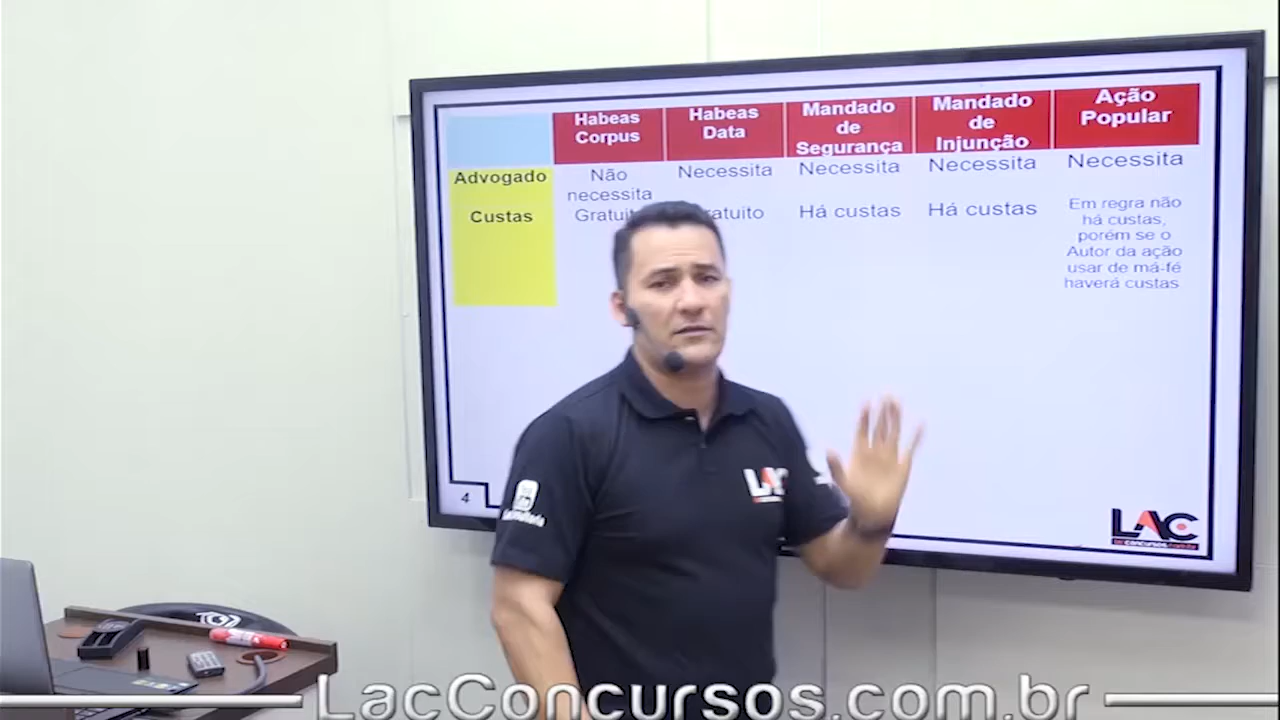 Habeas
Corpus
Habeas
Data
Mandado
de
Segurança
Mandado
de
Injunção
Ação
Popular
Advogado
Não
necessita
Necessita
Necessita
Necessita
Necessita
Custas
Há custas
Há custas
Em regra não
há custas,
porém se o
Autor da ação
usar de má-fé
haverá custas
4
LAC
LAC
LacConcursos.com.br